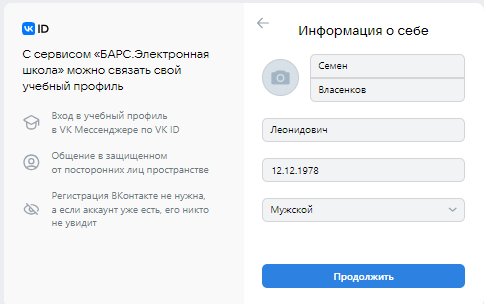 VK ID
С сервисом «БАРС.Электронная
школа» можно связать свой
учебный профиль
Вход в учебный профиль
в VK Мессенджере по VK ID
Общение в защищенном
от посторонних лиц пространстве
Регистрация ВКонтакте не нужна,
а если аккаунт уже есть, его никто
не увидит
Информация о себе
Семен
Власенков
Леонидович
12.12.1978
Мужской
Продолжить